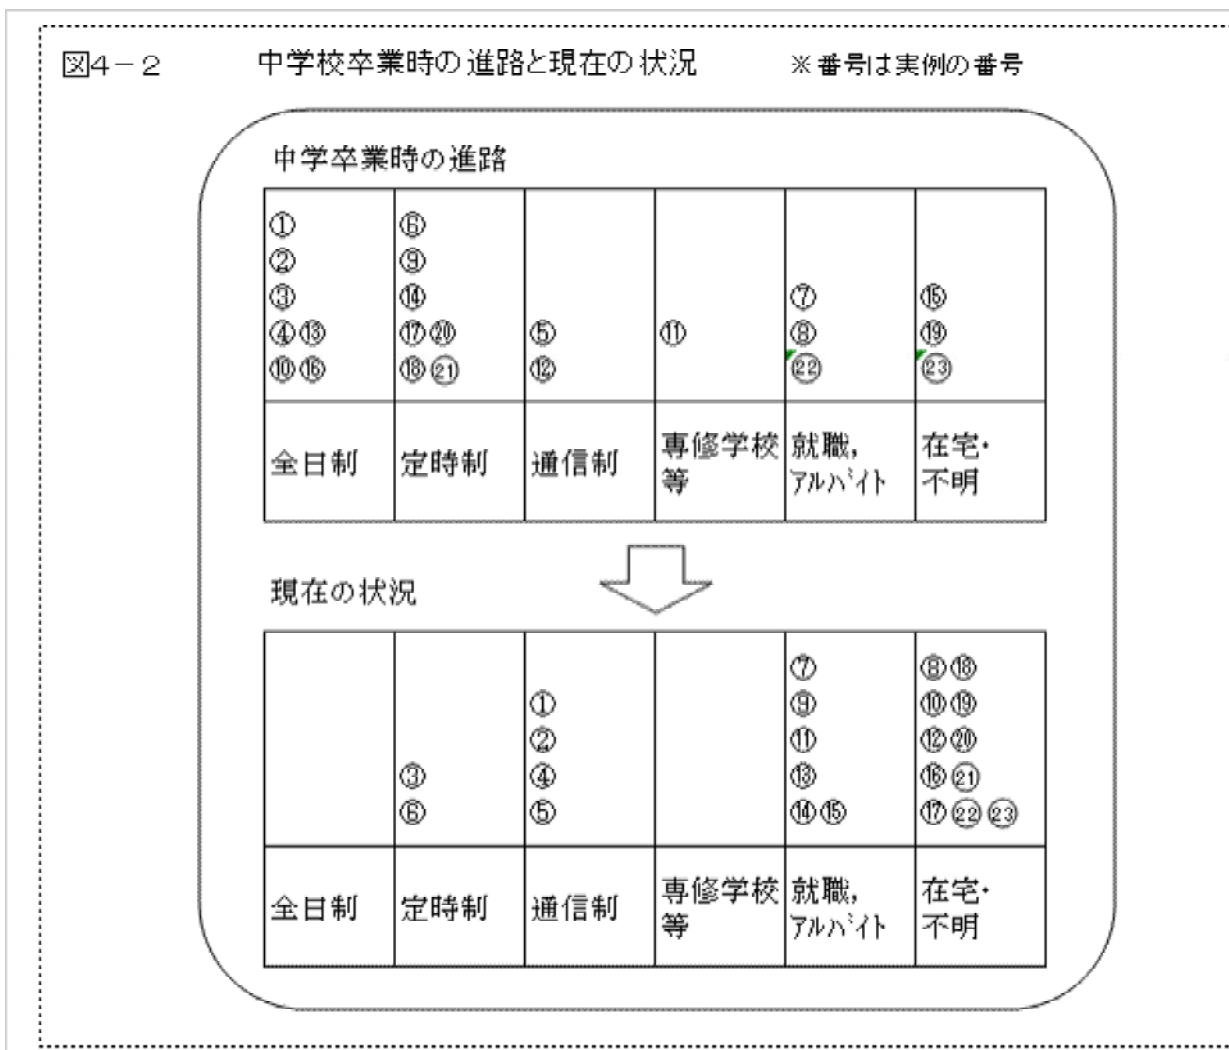 図4-2 中学校卒業時の進路と現在の状況 ※番号は実例の番号
中学卒業時の進路
① ⑥
② ⑨
③ ⑭ ⑦ ⑮
④⑬ ⑰⑳ ⑤ ⑪ ⑧ ⑲
⑩⑯ ⑱㉑ ⑫ ㉒ ㉓
全日制 定時制 通信制 専修学校等 就職,アルバイト 在宅・不明
現在の状況
⑦ ⑧⑱
① ⑨ ⑩⑲
② ⑪ ⑫⑳
③ ④ ⑬ ⑯㉑
⑥ ⑤ ⑭⑮ ⑰㉒㉓
全日制 定時制 通信制 専修学校等 就職,アルバイト 在宅・不明